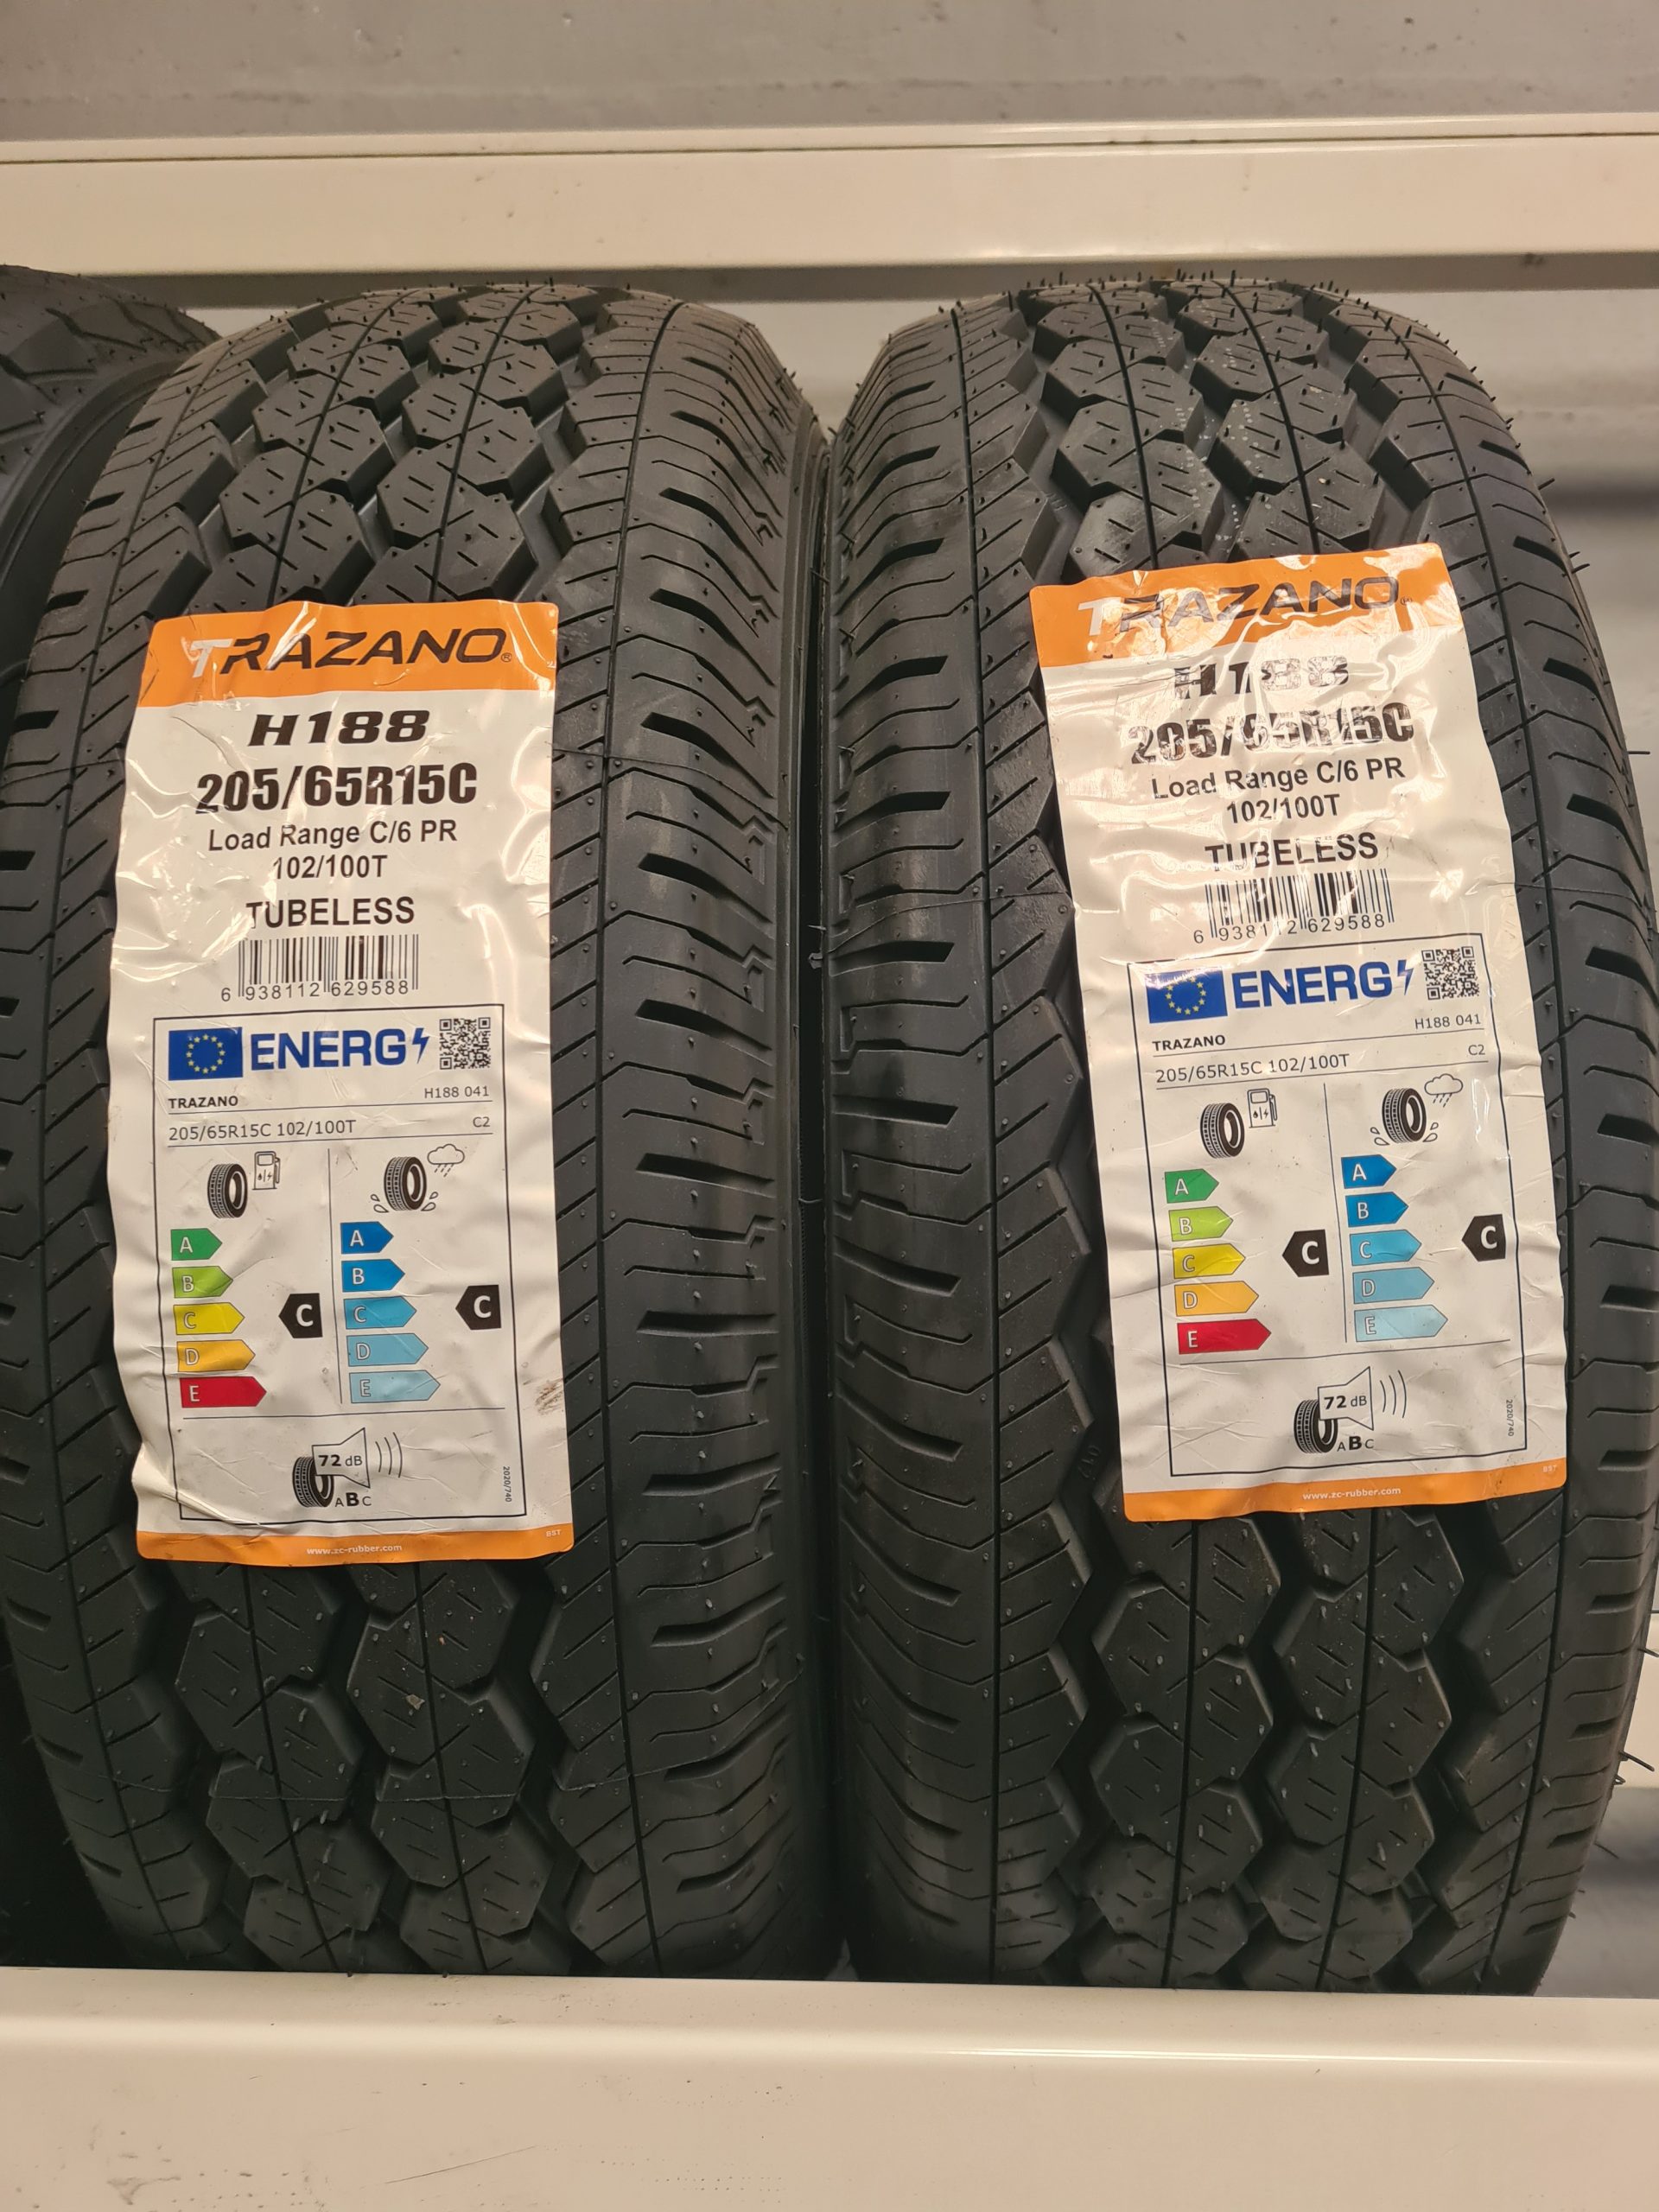 TRAZANO®
H188
205/65R15C
Load Range C/6 PR
102/100T
TUBELESS
6 938112 629588
ENERG
TRAZANO H188 041
205/65R15C 102/100T C2
A A
B B
C C C C
D D
E E
72 dB
ABC
2020/740
BST
www.zc-rubber.com
TRAZANO®
H188
205/65R15C
Load Range C/6 PR
102/100T
TUBELESS
6 938112 629588
ENERG
TRAZANO H188 041
205/65R15C 102/100T C2
A A
B B
C C C C
D D
E E
72 dB
ABC
2020/740
BST
www.zc-rubber.com